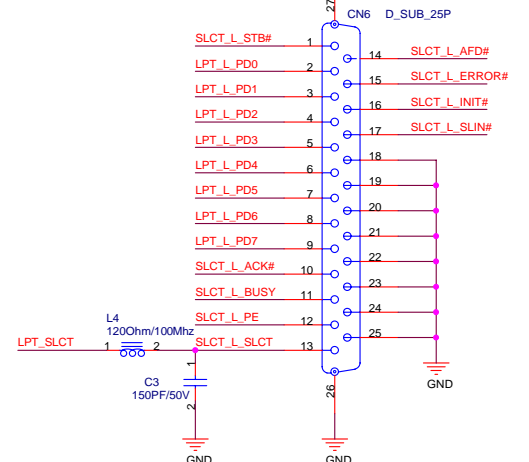 27
CN6 D_SUB_25P
SLCT_L_STB# 1
14 SLCT_L_AFD#
LPT_L_PD0 2
15 SLCT_L_ERROR#
LPT_L_PD1 3
16 SLCT_L_INIT#
LPT_L_PD2 4
17 SLCT_L_SLIN#
LPT_L_PD3 5
18
LPT_L_PD4 6
19
LPT_L_PD5 7
20
LPT_L_PD6 8
21
LPT_L_PD7 9
22
SLCT_L_ACK# 10
23
SLCT_L_BUSY 11
24
SLCT_L_PE 12
25
SLCT_L_SLCT 13
L4
120Ohm/100Mhz
LPT_SLCT 1 2
1
C3
150PF/50V
2
26
GND
GND
GND